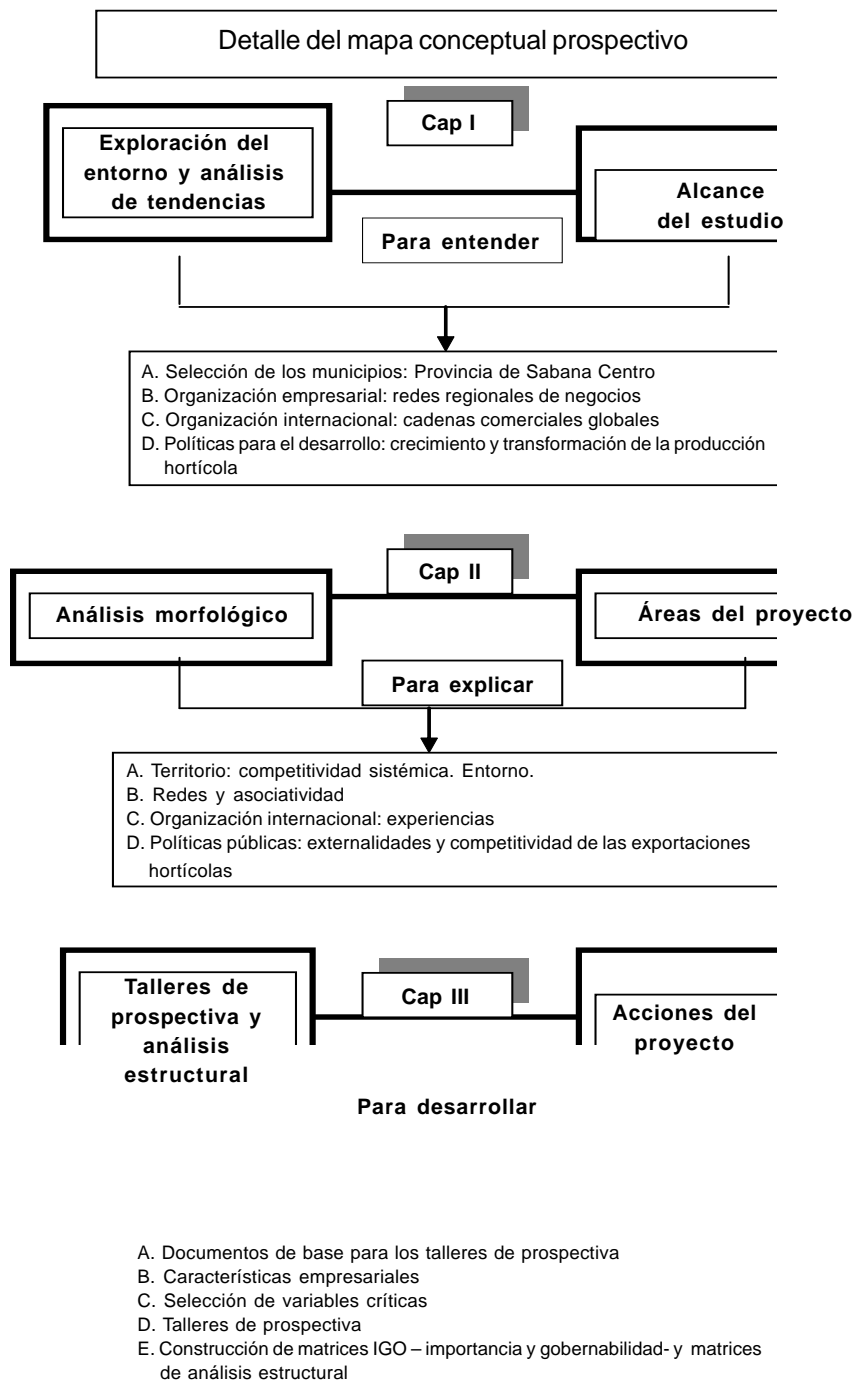 Detalle del mapa conceptual prospectivo
Cap I
Exploración del
entorno y análisis
de tendencias
Alcance
del estudio
Para entender
A. Selección de los municipios: Provincia de Sabana Centro
B. Organización empresarial: redes regionales de negocios
C. Organización internacional: cadenas comerciales globales
D. Políticas para el desarrollo: crecimiento y transformación de la producción
hortícola
Cap II
Análisis morfológico
Áreas del proyecto
Para explicar
A. Territorio: competitividad sistémica. Entorno.
B. Redes y asociatividad
C. Organización internacional: experiencias
D. Políticas públicas: externalidades y competitividad de las exportaciones
hortícolas
Cap III
Talleres de
prospectiva y
análisis
estructural
Acciones del
proyecto
Para desarrollar
A. Documentos de base para los talleres de prospectiva
B. Características empresariales
C. Selección de variables críticas
D. Talleres de prospectiva
E. Construcción de matrices IGO – importancia y gobernabilidad- y matrices
de análisis estructural